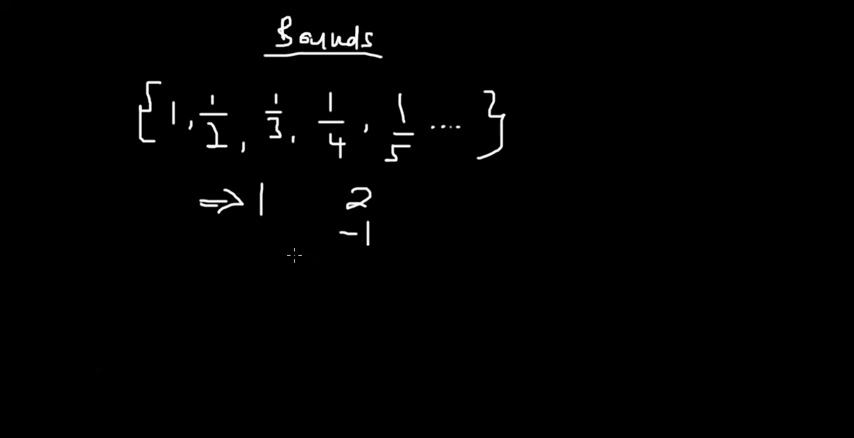 Bounds
{1, 1/2, 1/3, 1/4, 1/5 ....}
⇒ 1 2
-1